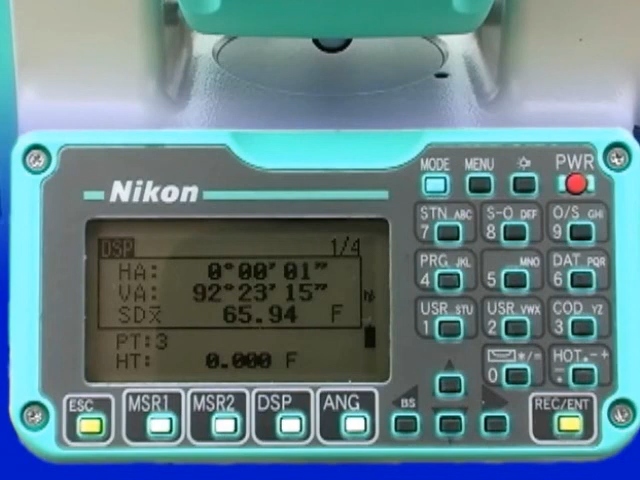 MODE MENU PWR
Nikon
STN ABC S-O DEF O/S GHI
7 8 9
DSP 1/4
HA: 0°00'01"
VA: 92°23'15"
SDx̅ 65.94 F
PT:3
HT: 0.000 F
PRG JKL MNO DAT PQR
4 5 6
USR STU USR VWX COD YZ
1 2 3
*/= HOT .-+
0
ESC MSR1 MSR2 DSP ANG BS REC/ENT